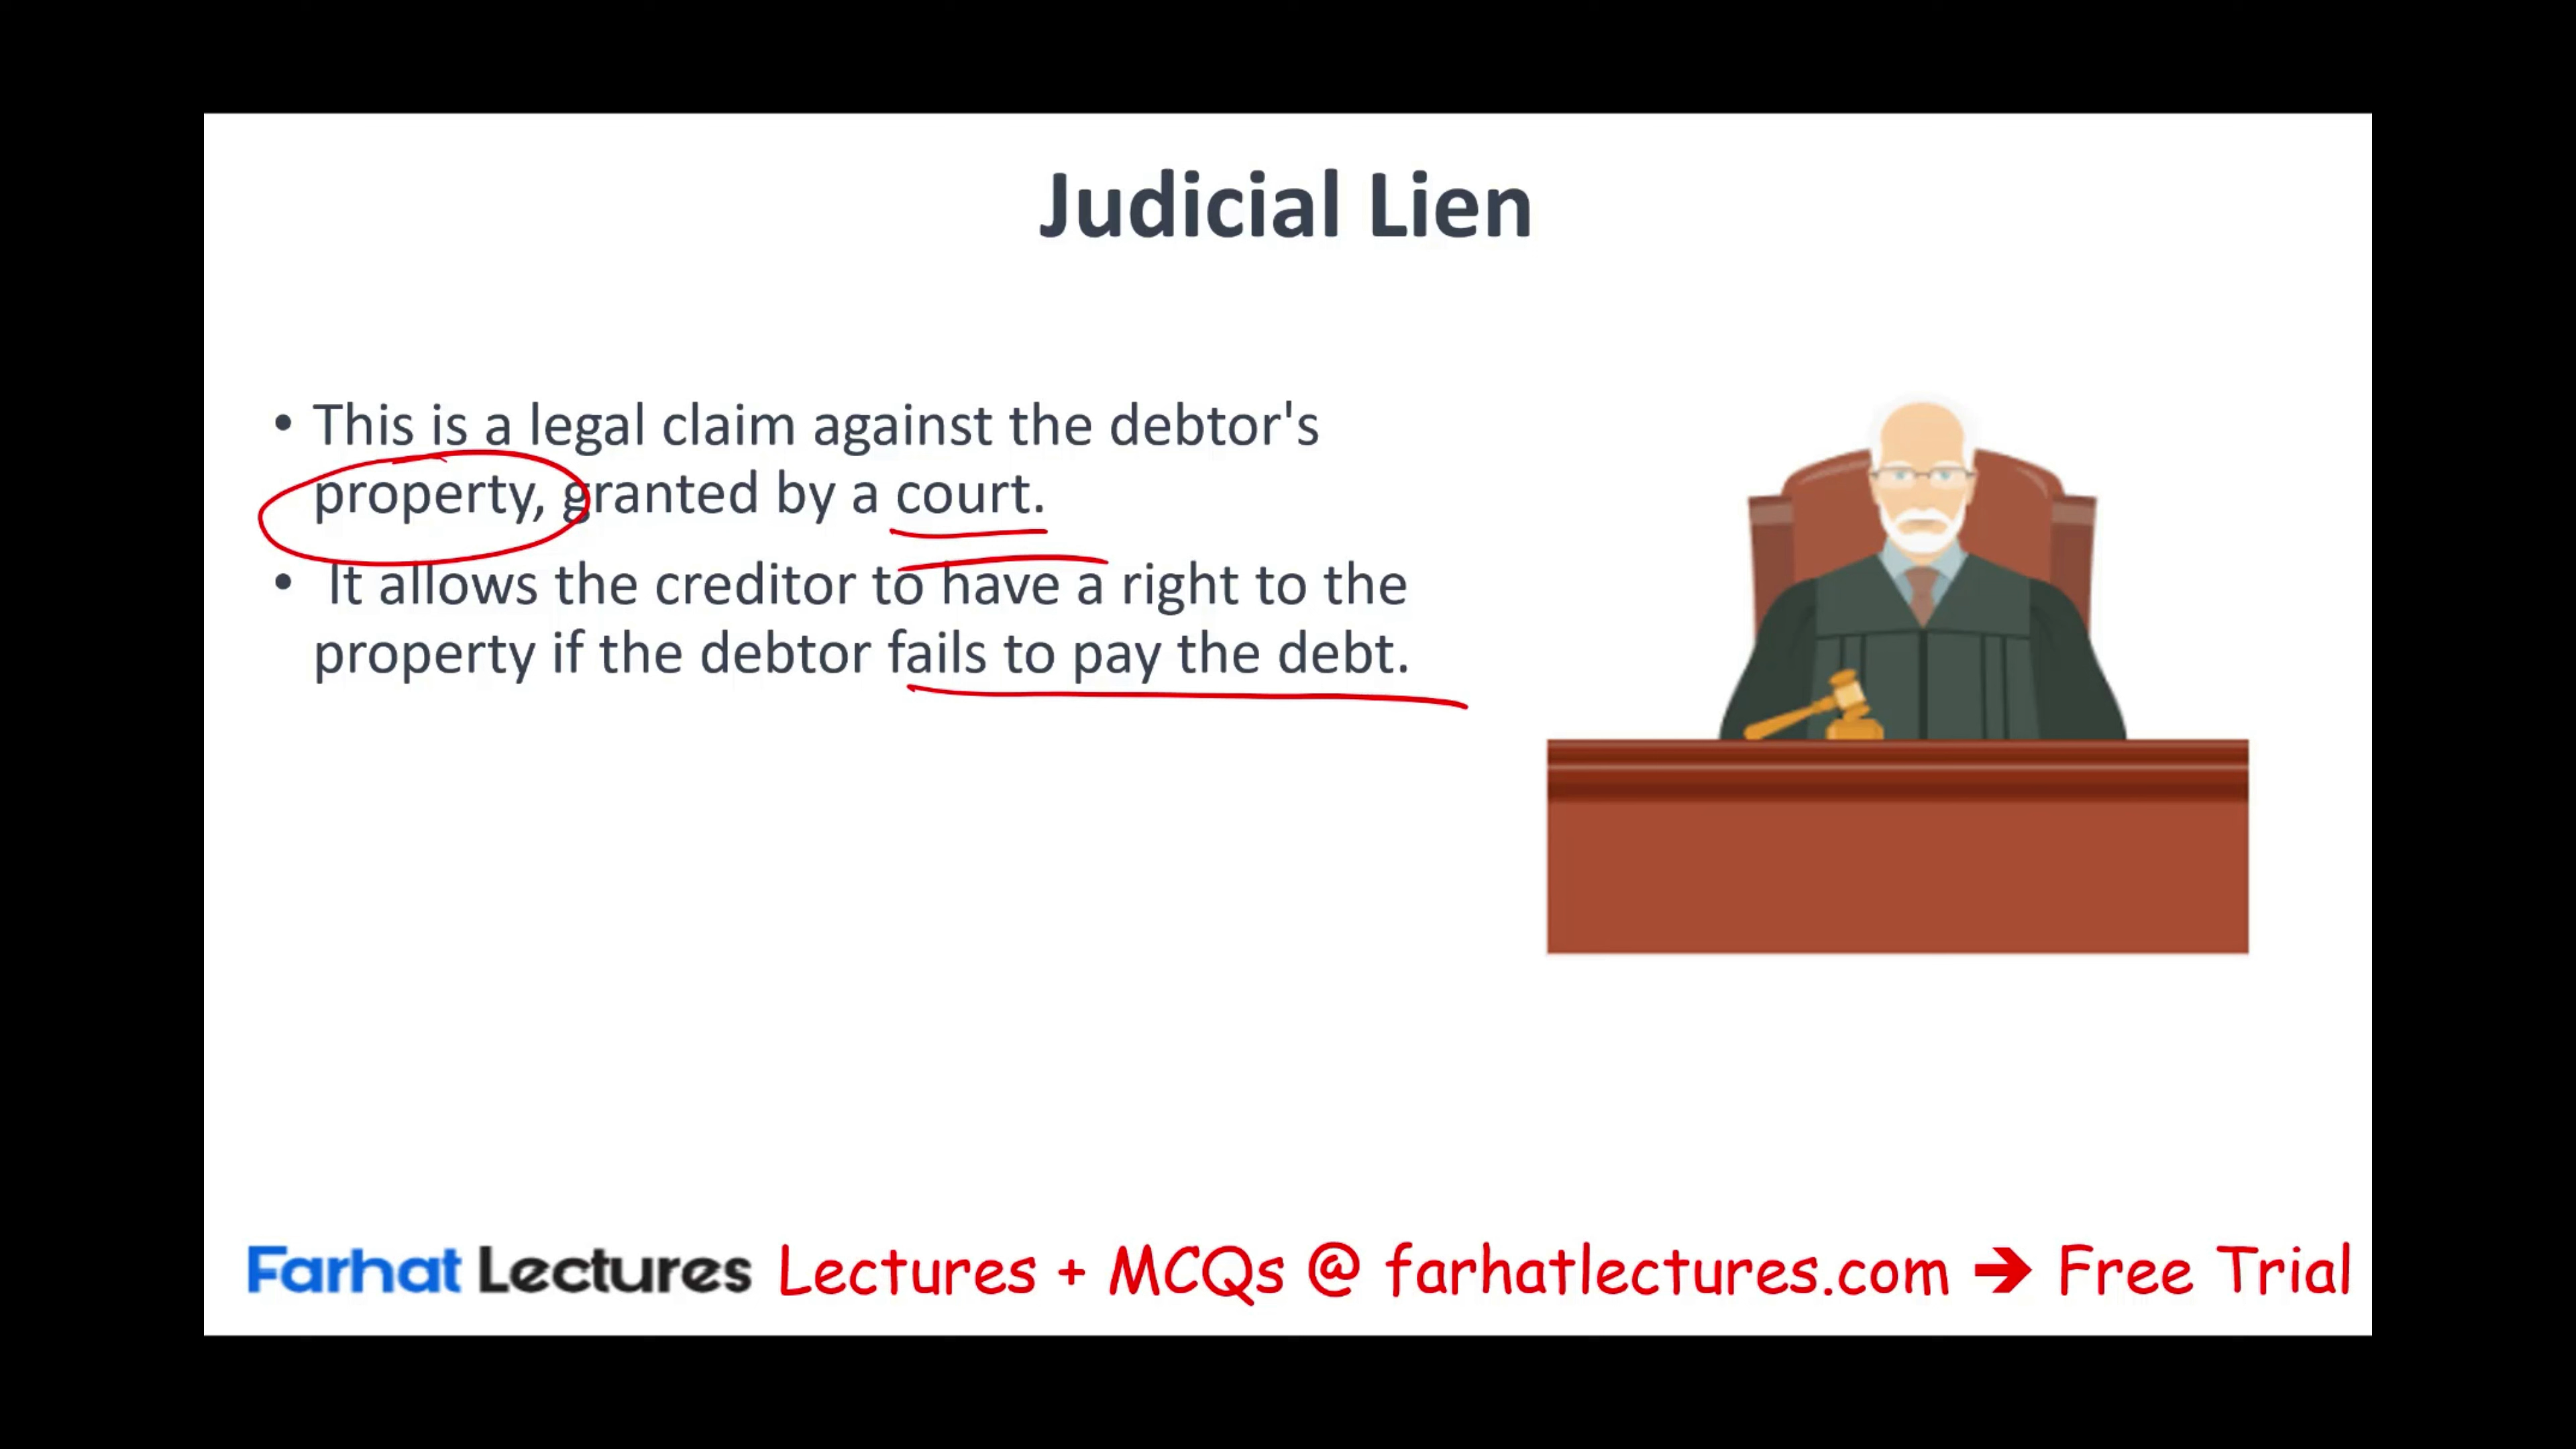 Judicial Lien
• This is a legal claim against the debtor's
property, granted by a court.
• It allows the creditor to have a right to the
property if the debtor fails to pay the debt.
Farhat Lectures Lectures + MCQs @ farhatlectures.com ➔ Free Trial